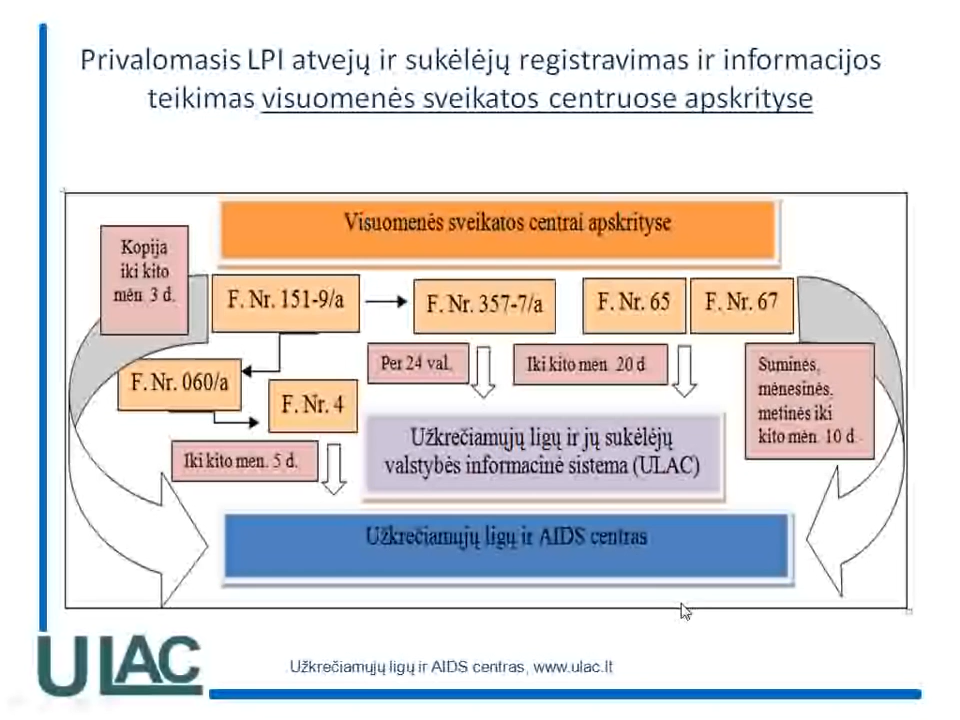 Privalomasis LPI atvejų ir sukėlėjų registravimas ir informacijos
teikimas visuomenės sveikatos centruose apskrityse
Visuomenės sveikatos centrai apskrityse
Kopija
iki kito
mėn. 3 d.
F. Nr. 151-9/a
F. Nr. 357-7/a
F. Nr. 65
F. Nr. 67
Per 24 val.
Iki kito men. 20 d.
Suminės,
mėnesinės,
metinės iki
kito mėn. 10 d.
F. Nr. 060/a
F. Nr. 4
Iki kito men. 5 d.
Užkrečiamųjų ligų ir jų sukėlėjų
valstybės informacinė sistema (ULAC)
Užkrečiamųjų ligų ir AIDS centras
ULAC
Užkrečiamųjų ligų ir AIDS centras, www.ulac.lt